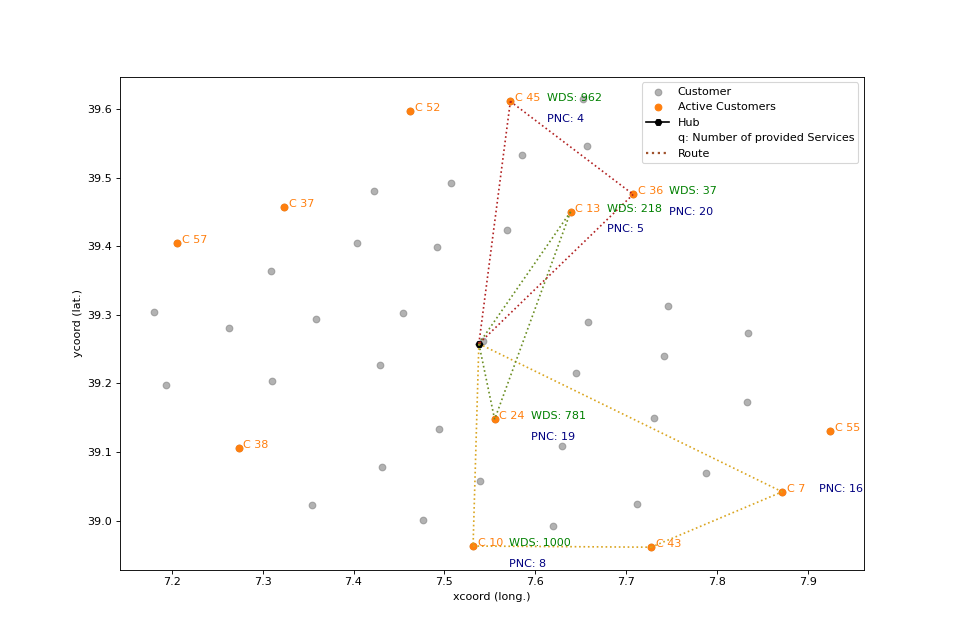 Customer
Active Customers
Hub
q: Number of provided Services
Route
C 45 WDS: 962
PNC: 4
C 52
C 36 WDS: 37
PNC: 20
C 13 WDS: 218
PNC: 5
C 37
C 57
C 24 WDS: 781
PNC: 19
C 55
C 38
C 7 PNC: 16
C 10 WDS: 1000
PNC: 8
C 43
39.6
39.5
39.4
39.3
39.2
39.1
39.0
ycoord (lat.)
7.2 7.3 7.4 7.5 7.6 7.7 7.8 7.9
xcoord (long.)